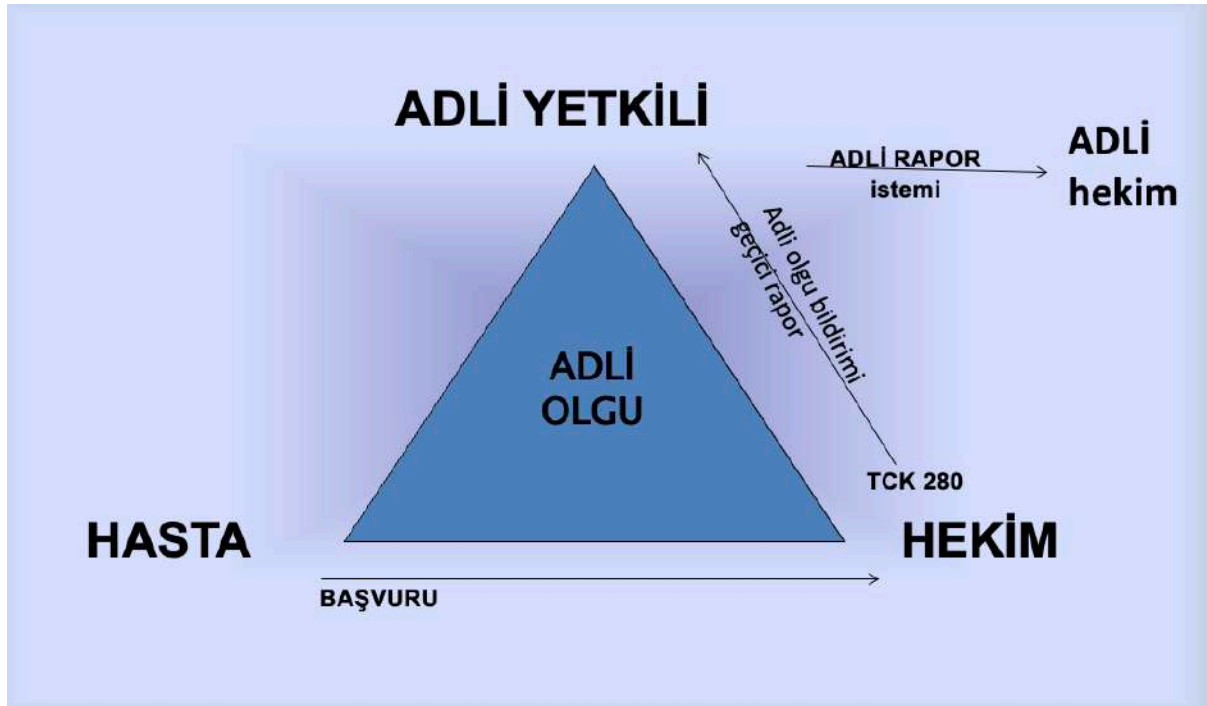 ADLİ YETKİLİ
ADLİ RAPOR
istemi
ADLİ
hekim
Adli olgu bildirimi
geçici rapor
ADLİ
OLGU
TCK 280
HASTA
HEKİM
BAŞVURU